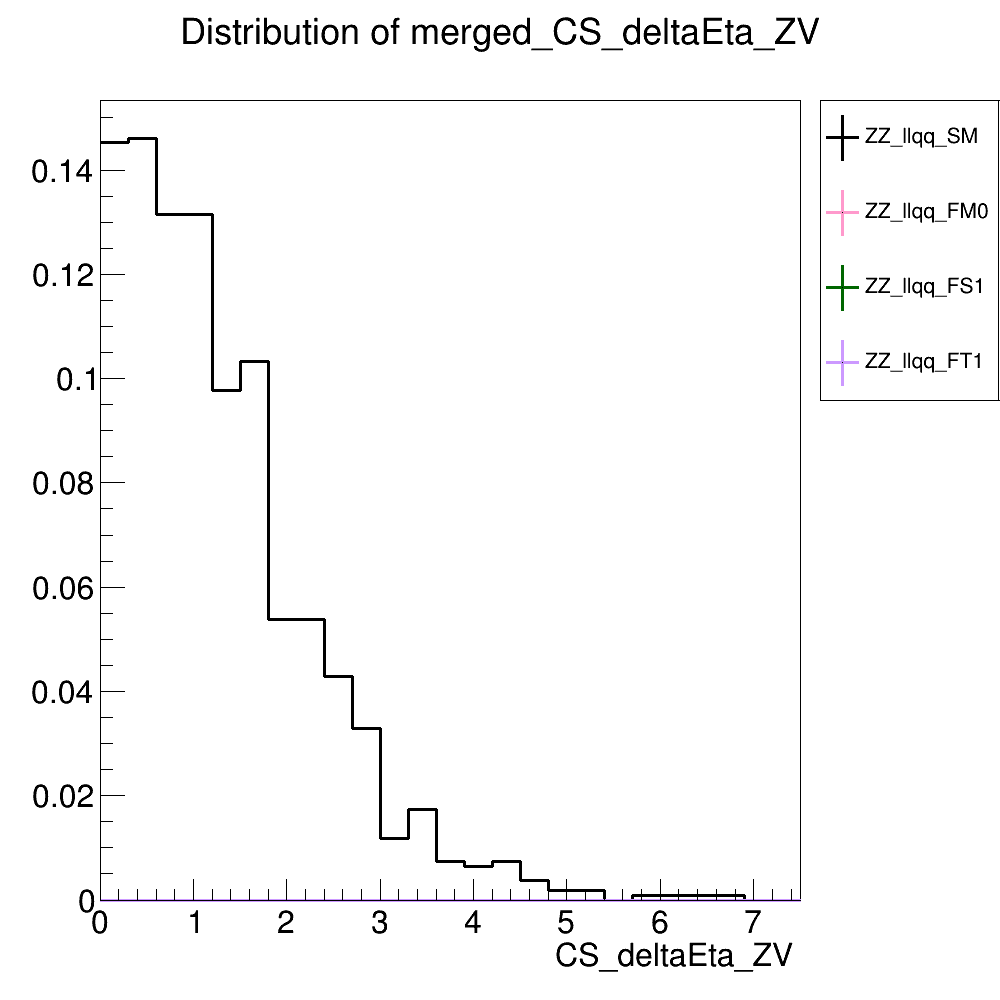 Distribution of merged_CS_deltaEta_ZV
ZZ_llqq_SM
ZZ_llqq_FM0
ZZ_llqq_FS1
ZZ_llqq_FT1
0.14
0.12
0.1
0.08
0.06
0.04
0.02
0
0 1 2 3 4 5 6 7
CS_deltaEta_ZV